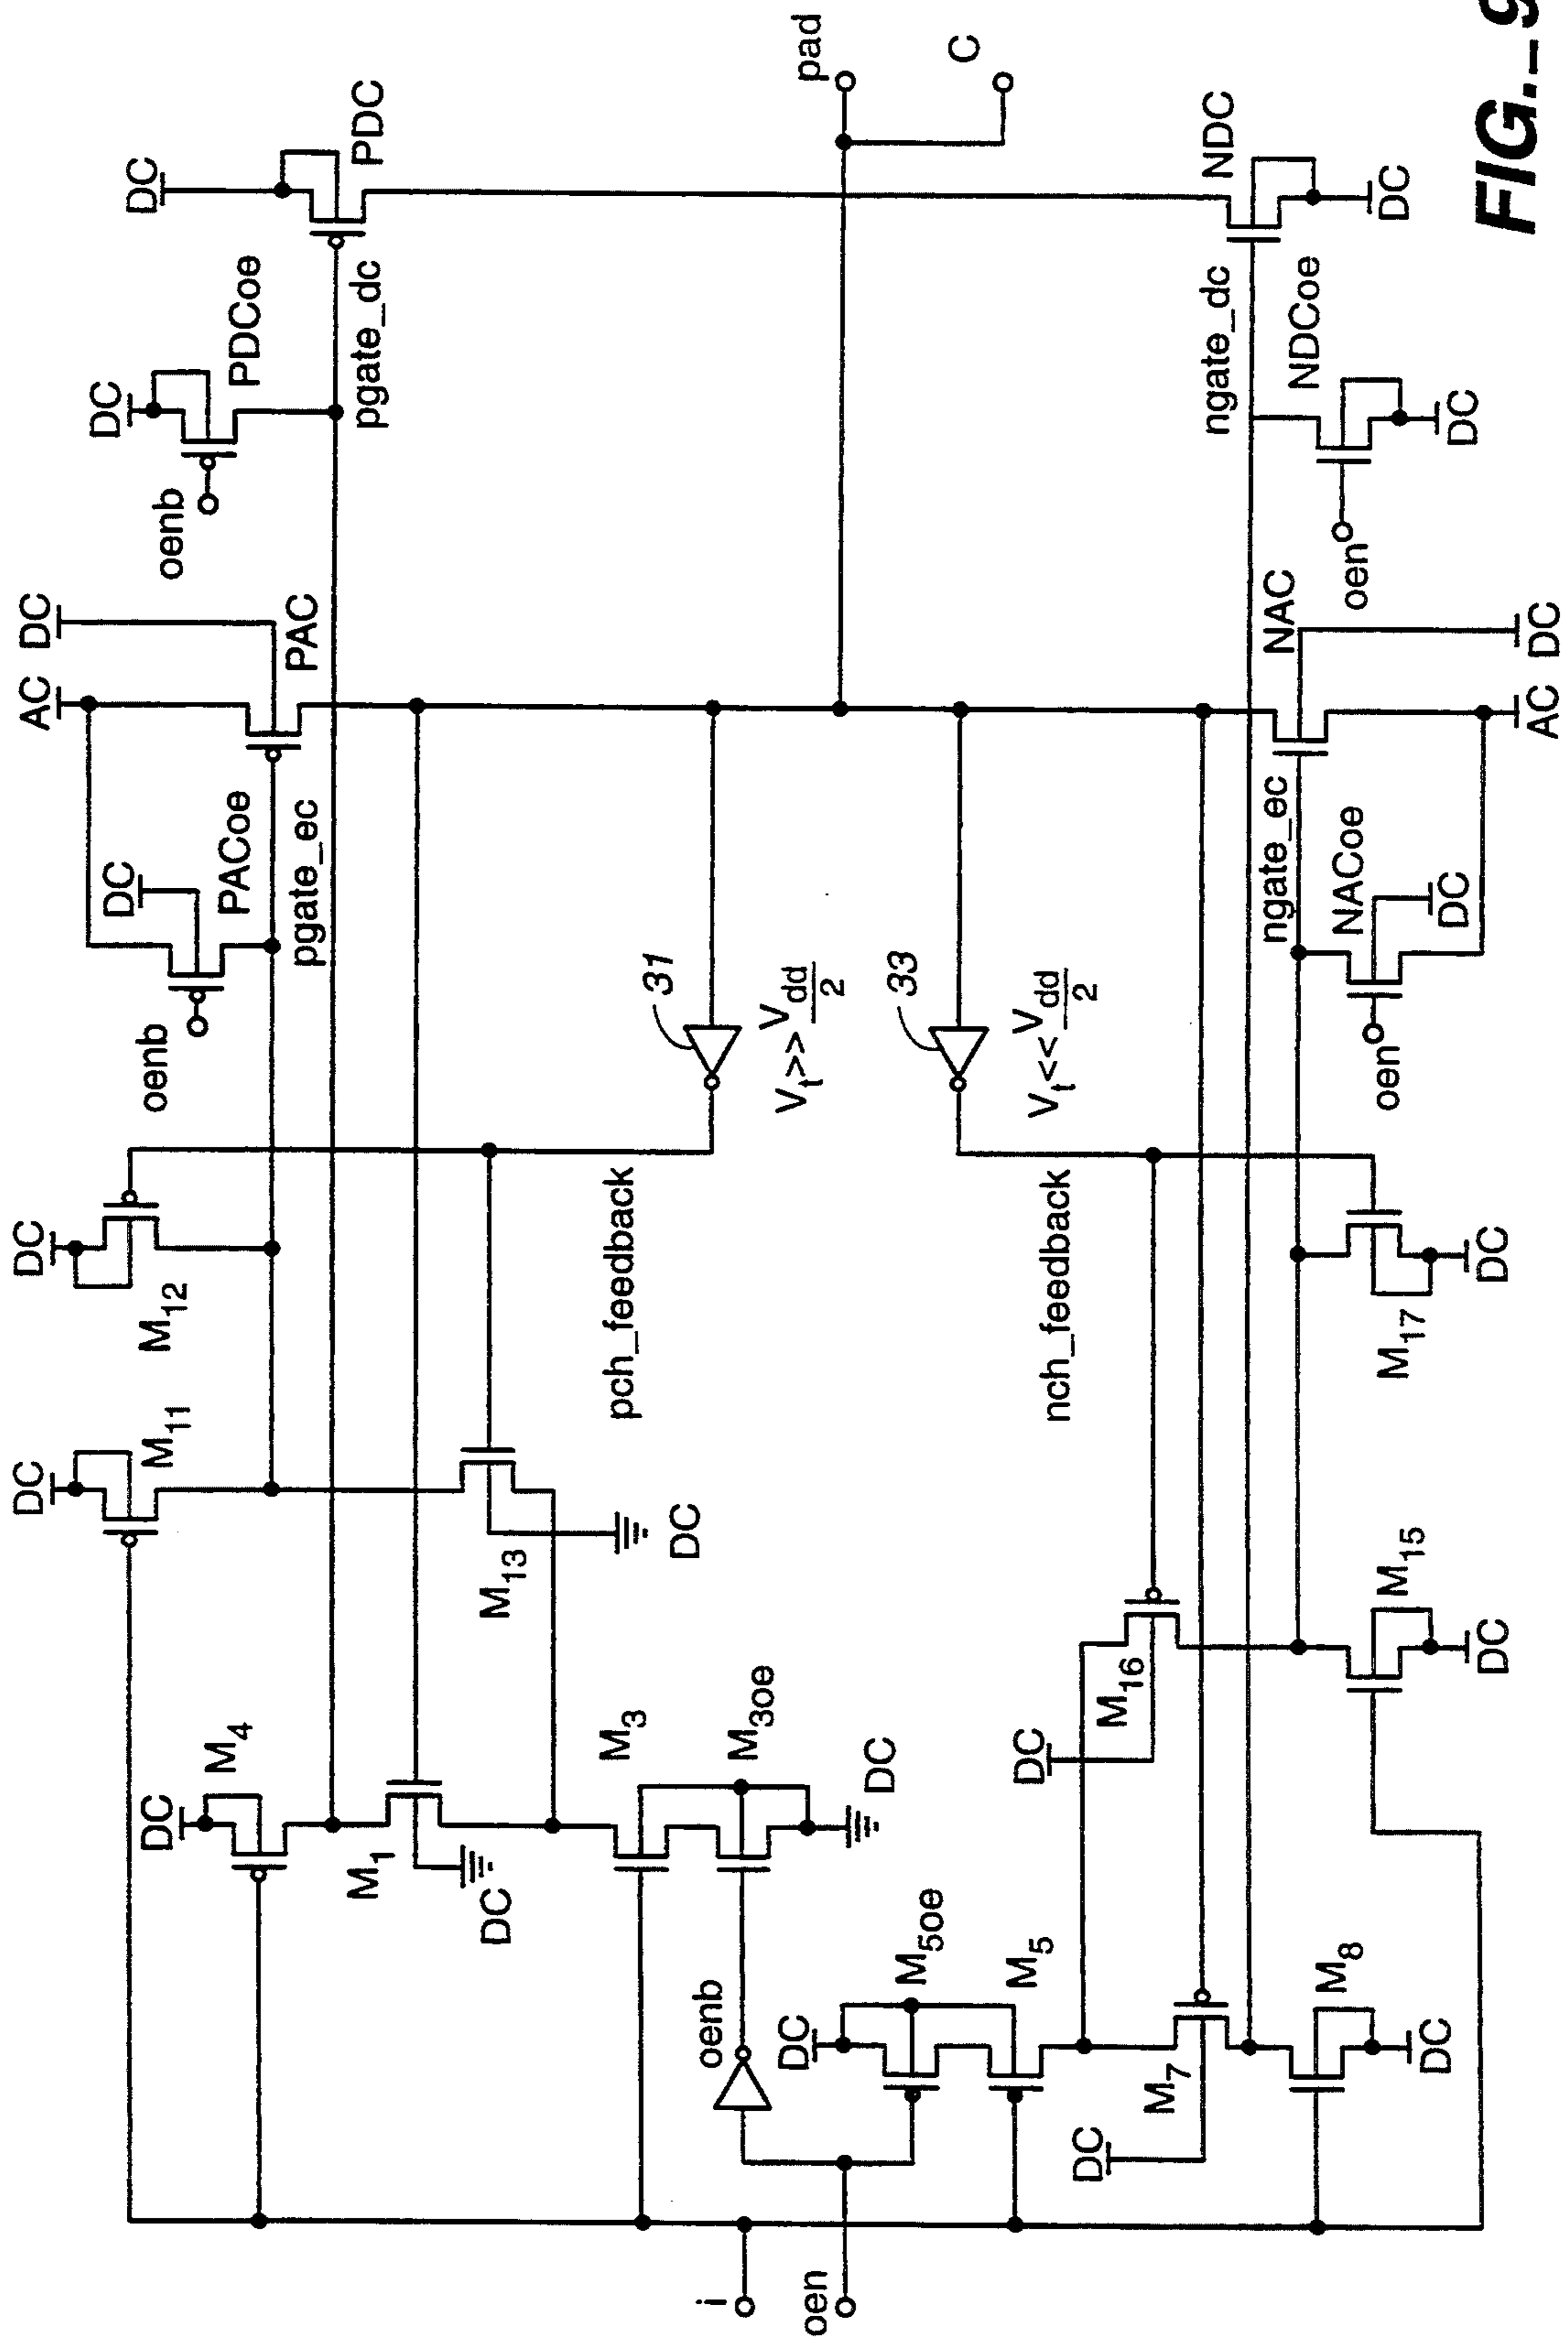 FIG._9
DC
PDC
pad
C
NDC
DC
DC
PDCoe
oenb
pgate_dc
ngate_dc
NDCoe
oen
DC
AC
DC
PAC
NAC
AC
DC
DC
PACoe
oenb
pgate_ec
ngate_ec
NACoe
DC
oen
31
Vt>>Vdd/2
33
Vt<<Vdd/2
DC
M12
pch_feedback
nch_feedback
M17
DC
DC
M11
M13
DC
DC
M16
M15
DC
DC
M4
M1
DC
M3
M3oe
DC
oenb
DC
M5oe
M5
DC
M7
M8
DC
i
oen